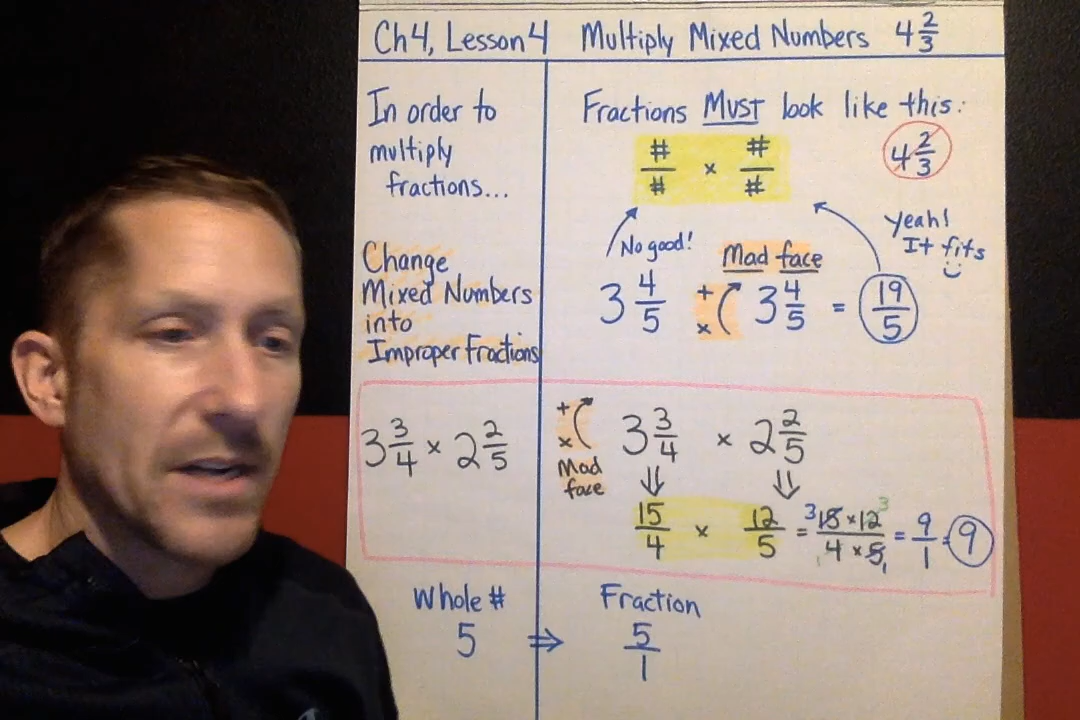 Ch4, Lesson 4 Multiply Mixed Numbers 4 2/3
In order to
multiply
fractions...
Fractions Must look like this:
#/# × #/#
4 2/3
No good!
Mad face
Yeah!
It fits
3 4/5
+
×
3 4/5 = 19/5
Change
Mixed Numbers
into
Improper Fractions
3 3/4 × 2 2/5
+
×
Mad
face
3 3/4 × 2 2/5
15/4 × 12/5 = 3 15 × 12 3 / 1 4 × 5 1 = 9/1 = 9
Whole #
5
⇒
Fraction
5/1